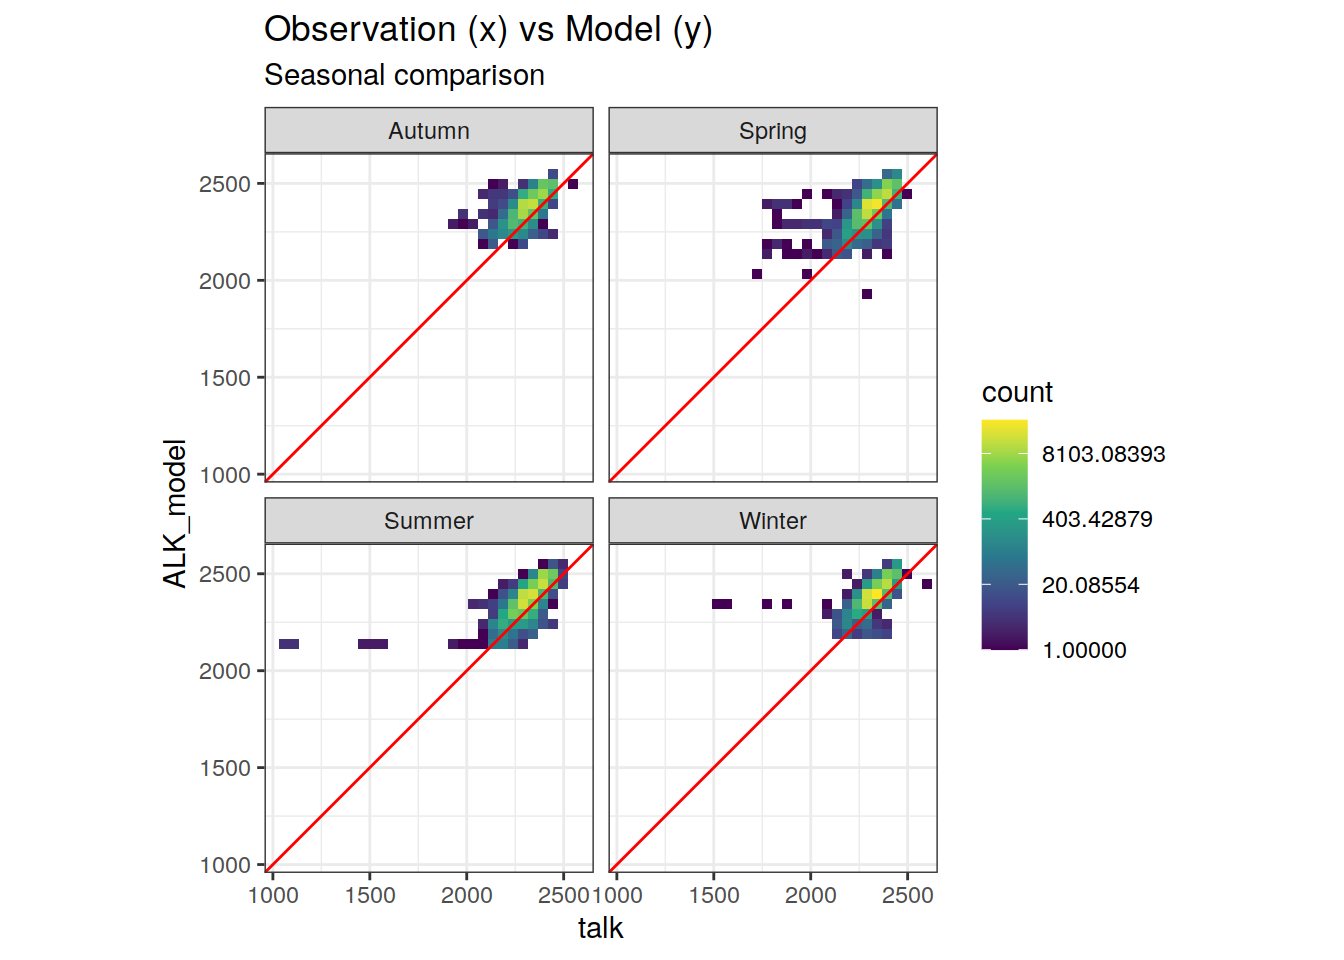 Observation (x) vs Model (y)
Seasonal comparison
Autumn
Spring
2500
2000
1500
1000
Summer
Winter
2500
2000
1500
1000
1000 1500 2000 2500
1000 1500 2000 2500
talk
ALK_model
count
8103.08393
403.42879
20.08554
1.00000